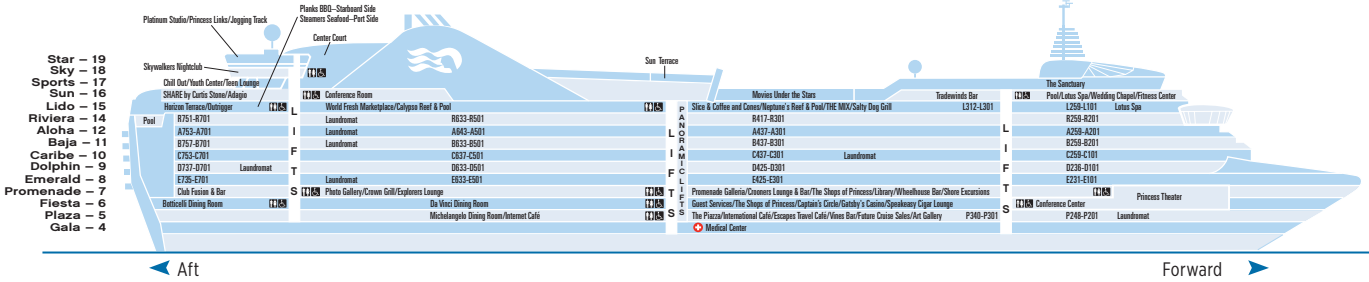 Planks BBQ–Starboard Side
Platinum Studio/Princess Links/Jogging Track
Steamers Seafood–Port Side
Center Court
Star – 19
Skywalkers Nightclub
Sun Terrace
Sky – 18
Sports – 17
Chill Out/Youth Center/Teen Lounge
The Sanctuary
Sun – 16
SHARE by Curtis Stone/Adagio
Conference Room
Movies Under the Stars
Tradewinds Bar
Pool/Lotus Spa/Wedding Chapel/Fitness Center
Lido – 15
Horizon Terrace/Outrigger
World Fresh Marketplace/Calypso Reef & Pool
Slice & Coffee and Cones/Neptune's Reef & Pool/THE MIX/Salty Dog Grill
L312-L301
L259-L101
Lotus Spa
Riviera – 14
Pool
R751-R701
Laundromat
R633-R501
R417-R301
R259-R201
Aloha – 12
A753-A701
Laundromat
A643-A501
A437-A301
A259-A201
Baja – 11
B757-B701
Laundromat
B633-B501
B437-B301
B259-B201
Caribe – 10
C753-C701
C637-C501
C437-C301
Laundromat
C259-C101
Dolphin – 9
D737-D701
Laundromat
D633-D501
D425-D301
D236-D101
Emerald – 8
E735-E701
Laundromat
E633-E501
E425-E301
E231-E101
Promenade – 7
Club Fusion & Bar
Photo Gallery/Crown Grill/Explorers Lounge
Promenade Galleria/Crooners Lounge & Bar/The Shops of Princess/Library/Wheelhouse Bar/Shore Excursions
Princess Theater
Fiesta – 6
Botticelli Dining Room
Da Vinci Dining Room
Guest Services/The Shops of Princess/Captain's Circle/Gatsby's Casino/Speakeasy Cigar Lounge
Conference Center
Plaza – 5
Michelangelo Dining Room/Internet Café
The Piazza/International Café/Escapes Travel Café/Vines Bar/Future Cruise Sales/Art Gallery
P340-P301
P248-P201
Laundromat
Gala – 4
Medical Center
LIFTS
LIFTS
PANORAMIC LIFTS
LIFTS
Aft
Forward